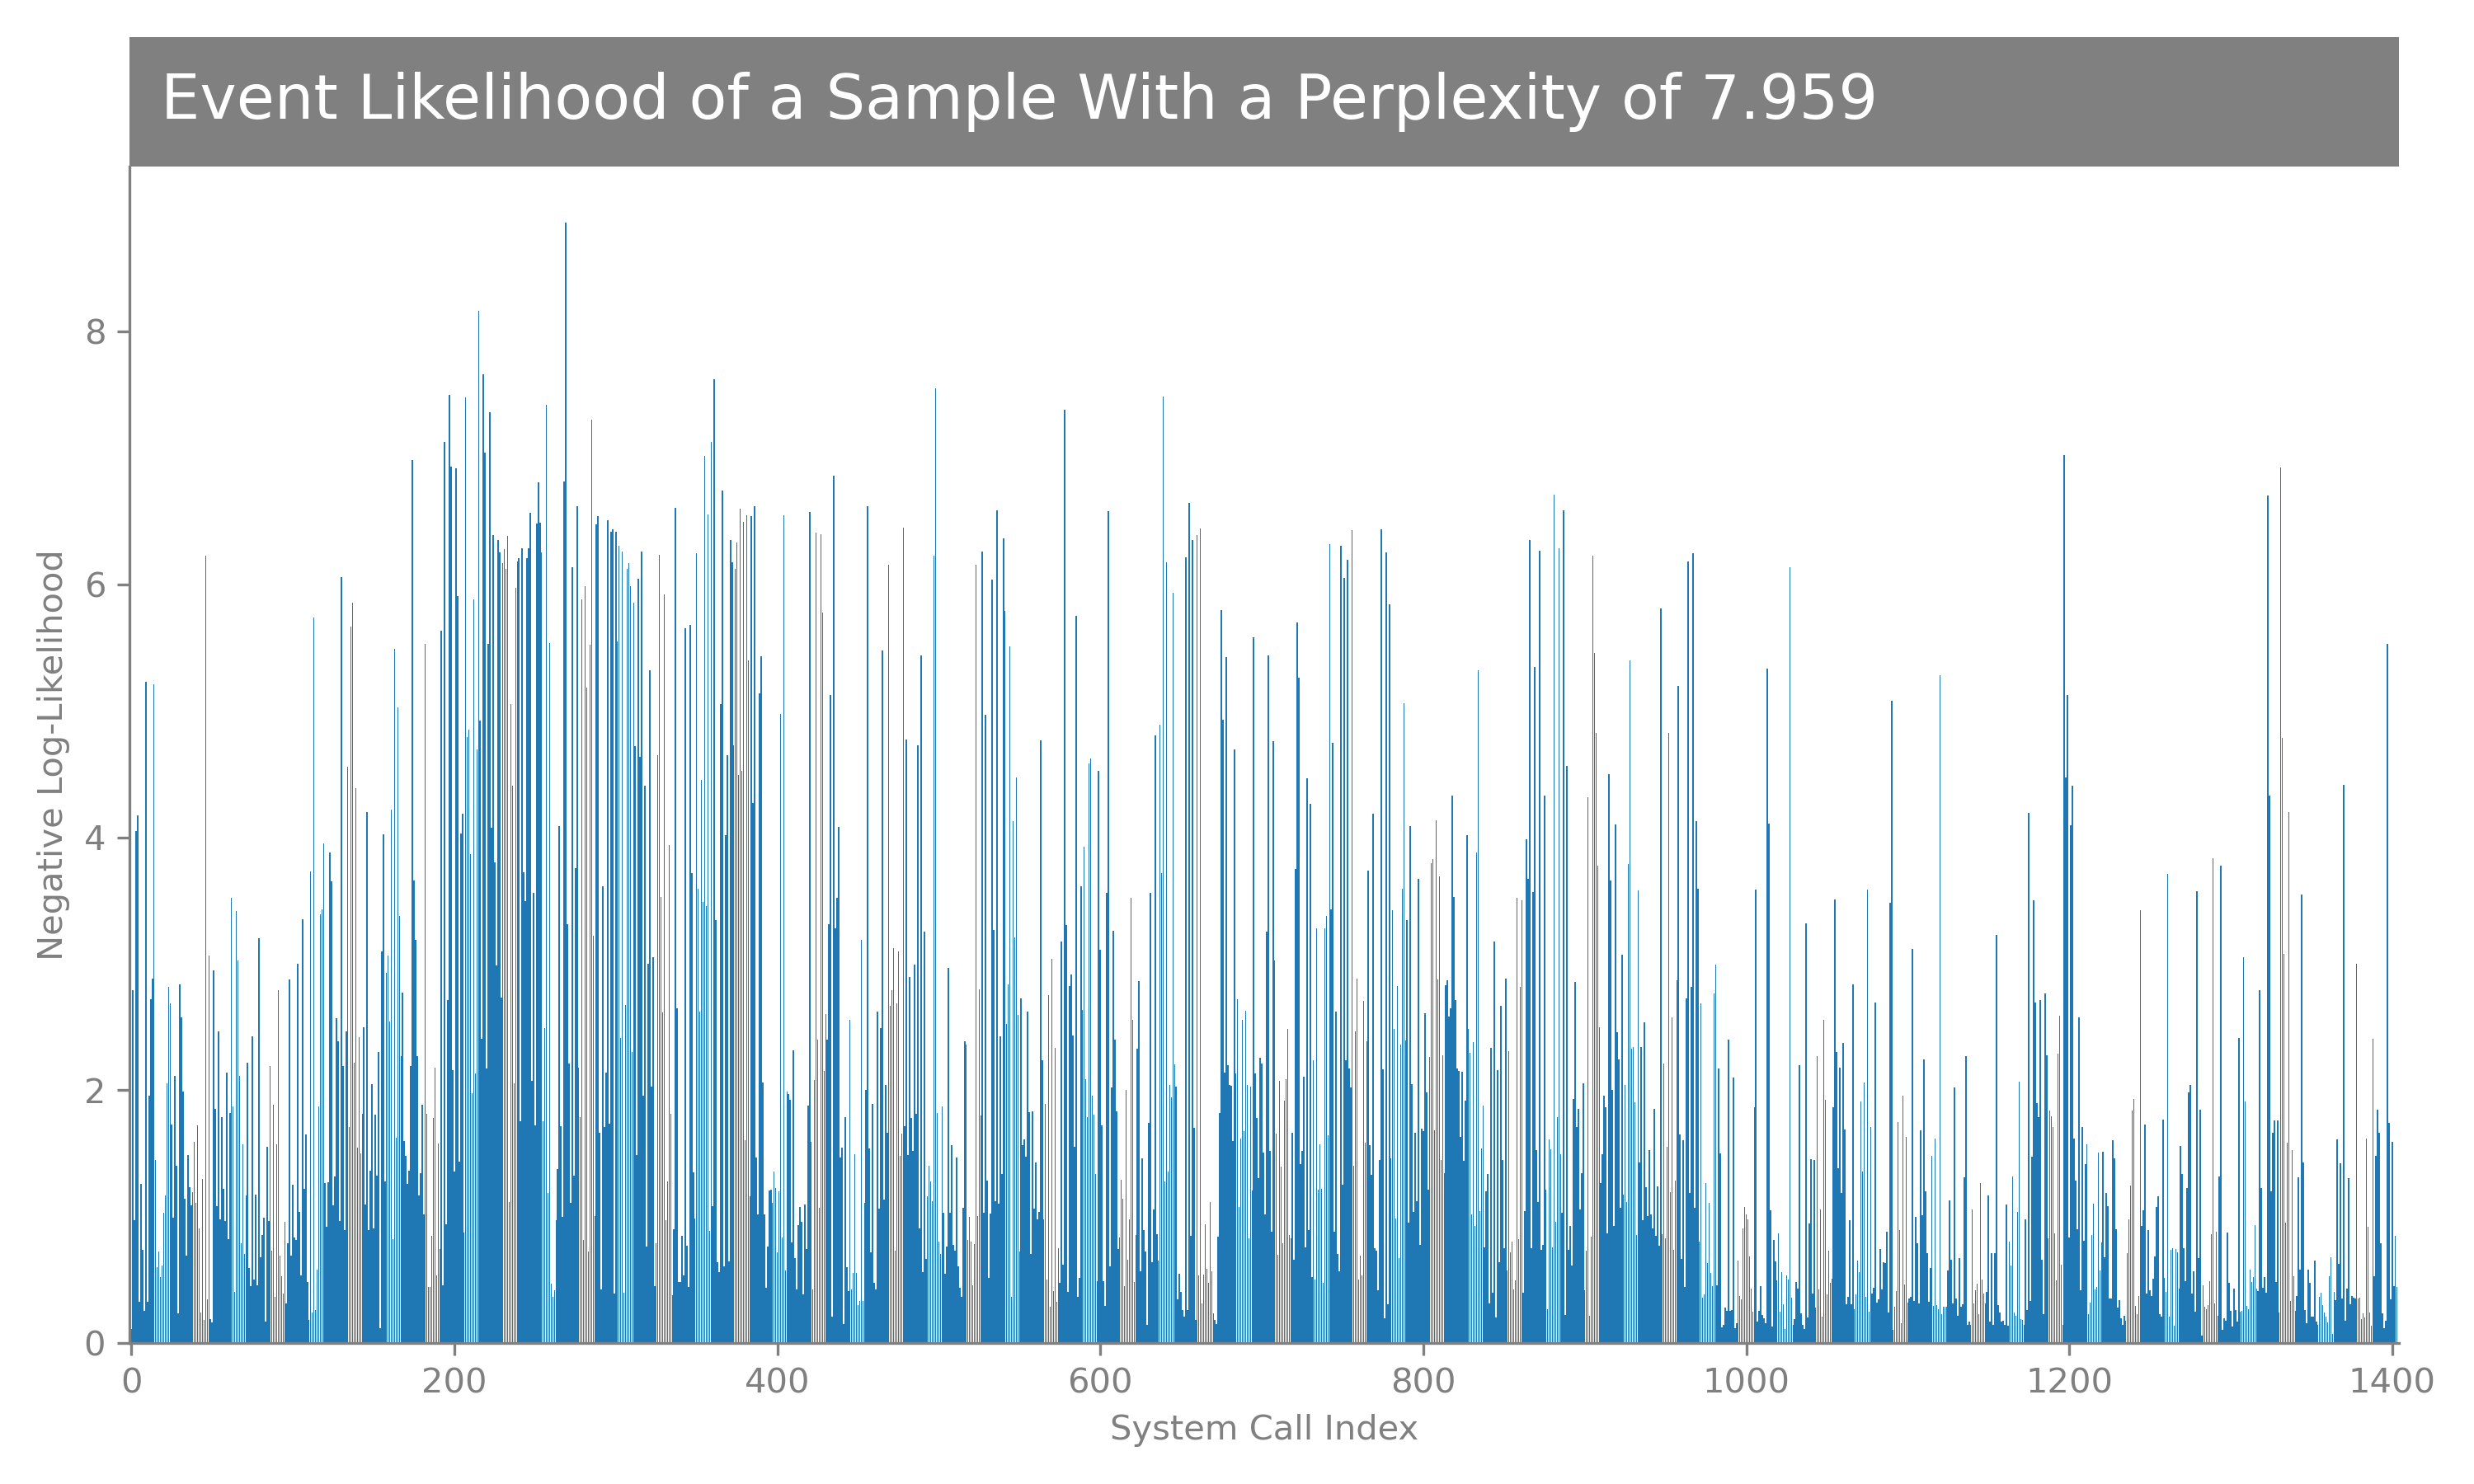 Event Likelihood of a Sample With a Perplexity of 7.959
Negative Log-Likelihood
8
6
4
2
0
0 200 400 600 800 1000 1200 1400
System Call Index